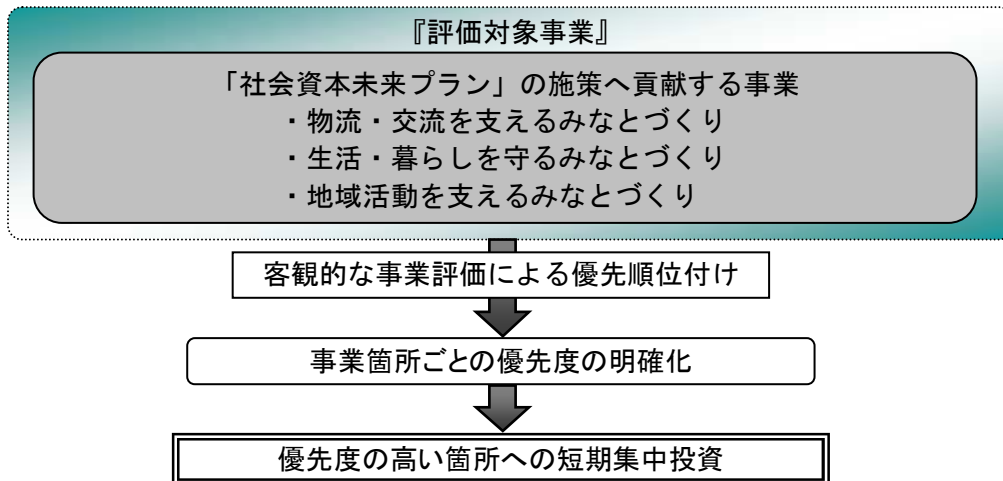 『評価対象事業』
「社会資本未来プラン」の施策へ貢献する事業
・物流・交流を支えるみなとづくり
・生活・暮らしを守るみなとづくり
・地域活動を支えるみなとづくり
客観的な事業評価による優先順位付け
事業箇所ごとの優先度の明確化
優先度の高い箇所への短期集中投資